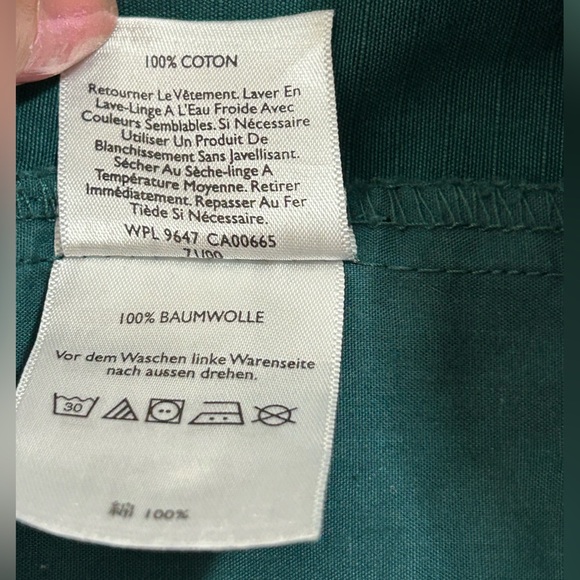 100% COTON
Retourner Le Vêtement. Laver En
Lave-Linge A L'Eau Froide Avec
Couleurs Semblables. Si Nécessaire
Utiliser Un Produit De
Blanchissement Sans Javellisant.
Sécher Au Sèche-linge A
Température Moyenne. Retirer
Immédiatement. Repasser Au Fer
Tiède Si Nécessaire.
WPL 9647 CA00665
71/00
100% BAUMWOLLE
Vor dem Waschen linke Warenseite
nach aussen drehen.
30
綿 100%